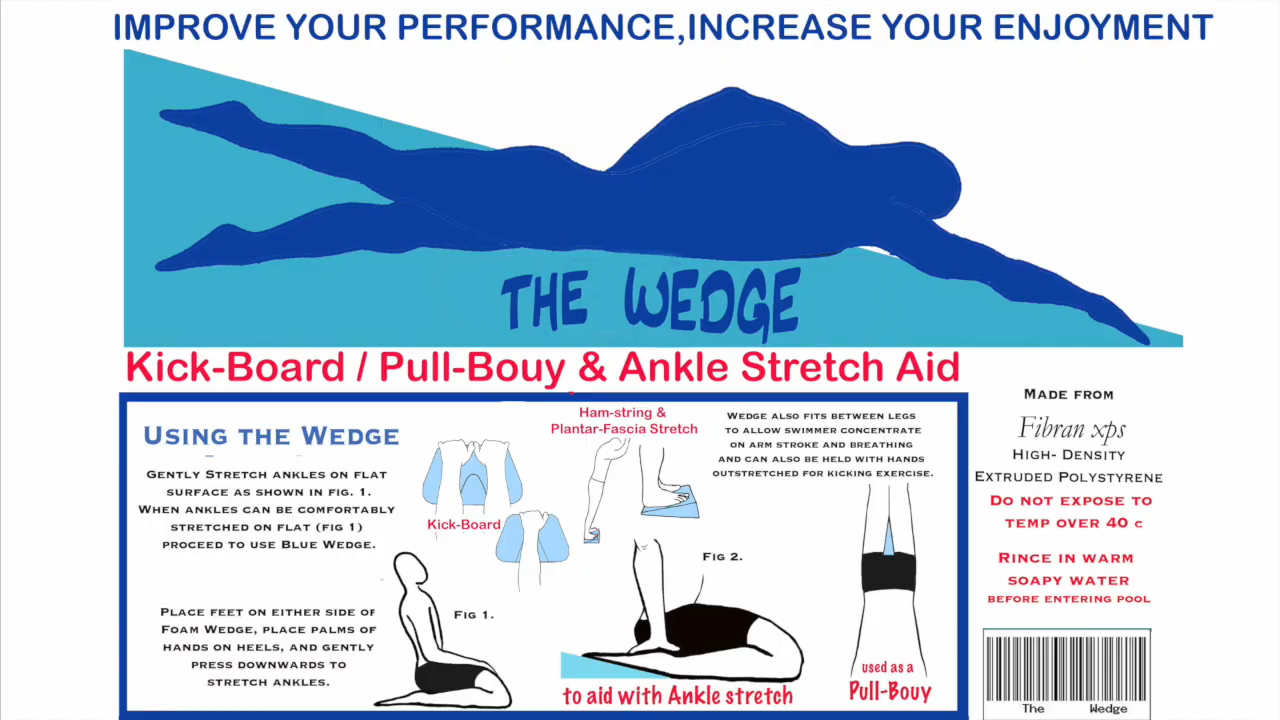 IMPROVE YOUR PERFORMANCE,INCREASE YOUR ENJOYMENT
THE WEDGE
Kick-Board / Pull-Bouy & Ankle Stretch Aid
USING THE WEDGE
GENTLY STRETCH ANKLES ON FLAT
SURFACE AS SHOWN IN FIG. 1.
WHEN ANKLES CAN BE COMFORTABLY
STRETCHED ON FLAT (FIG 1)
PROCEED TO USE BLUE WEDGE.
PLACE FEET ON EITHER SIDE OF
FOAM WEDGE, PLACE PALMS OF
HANDS ON HEELS, AND GENTLY
PRESS DOWNWARDS TO
STRETCH ANKLES.
FIG 1.
Kick-Board
Ham-string &
Plantar-Fascia Stretch
FIG 2.
to aid with Ankle stretch
WEDGE ALSO FITS BETWEEN LEGS
TO ALLOW SWIMMER CONCENTRATE
ON ARM STROKE AND BREATHING
AND CAN ALSO BE HELD WITH HANDS
OUTSTRETCHED FOR KICKING EXERCISE.
used as a
Pull-Bouy
MADE FROM
Fibran xps
HIGH- DENSITY
EXTRUDED POLYSTYRENE
DO NOT EXPOSE TO
TEMP OVER 40 C
RINCE IN WARM
SOAPY WATER
BEFORE ENTERING POOL
The Wedge